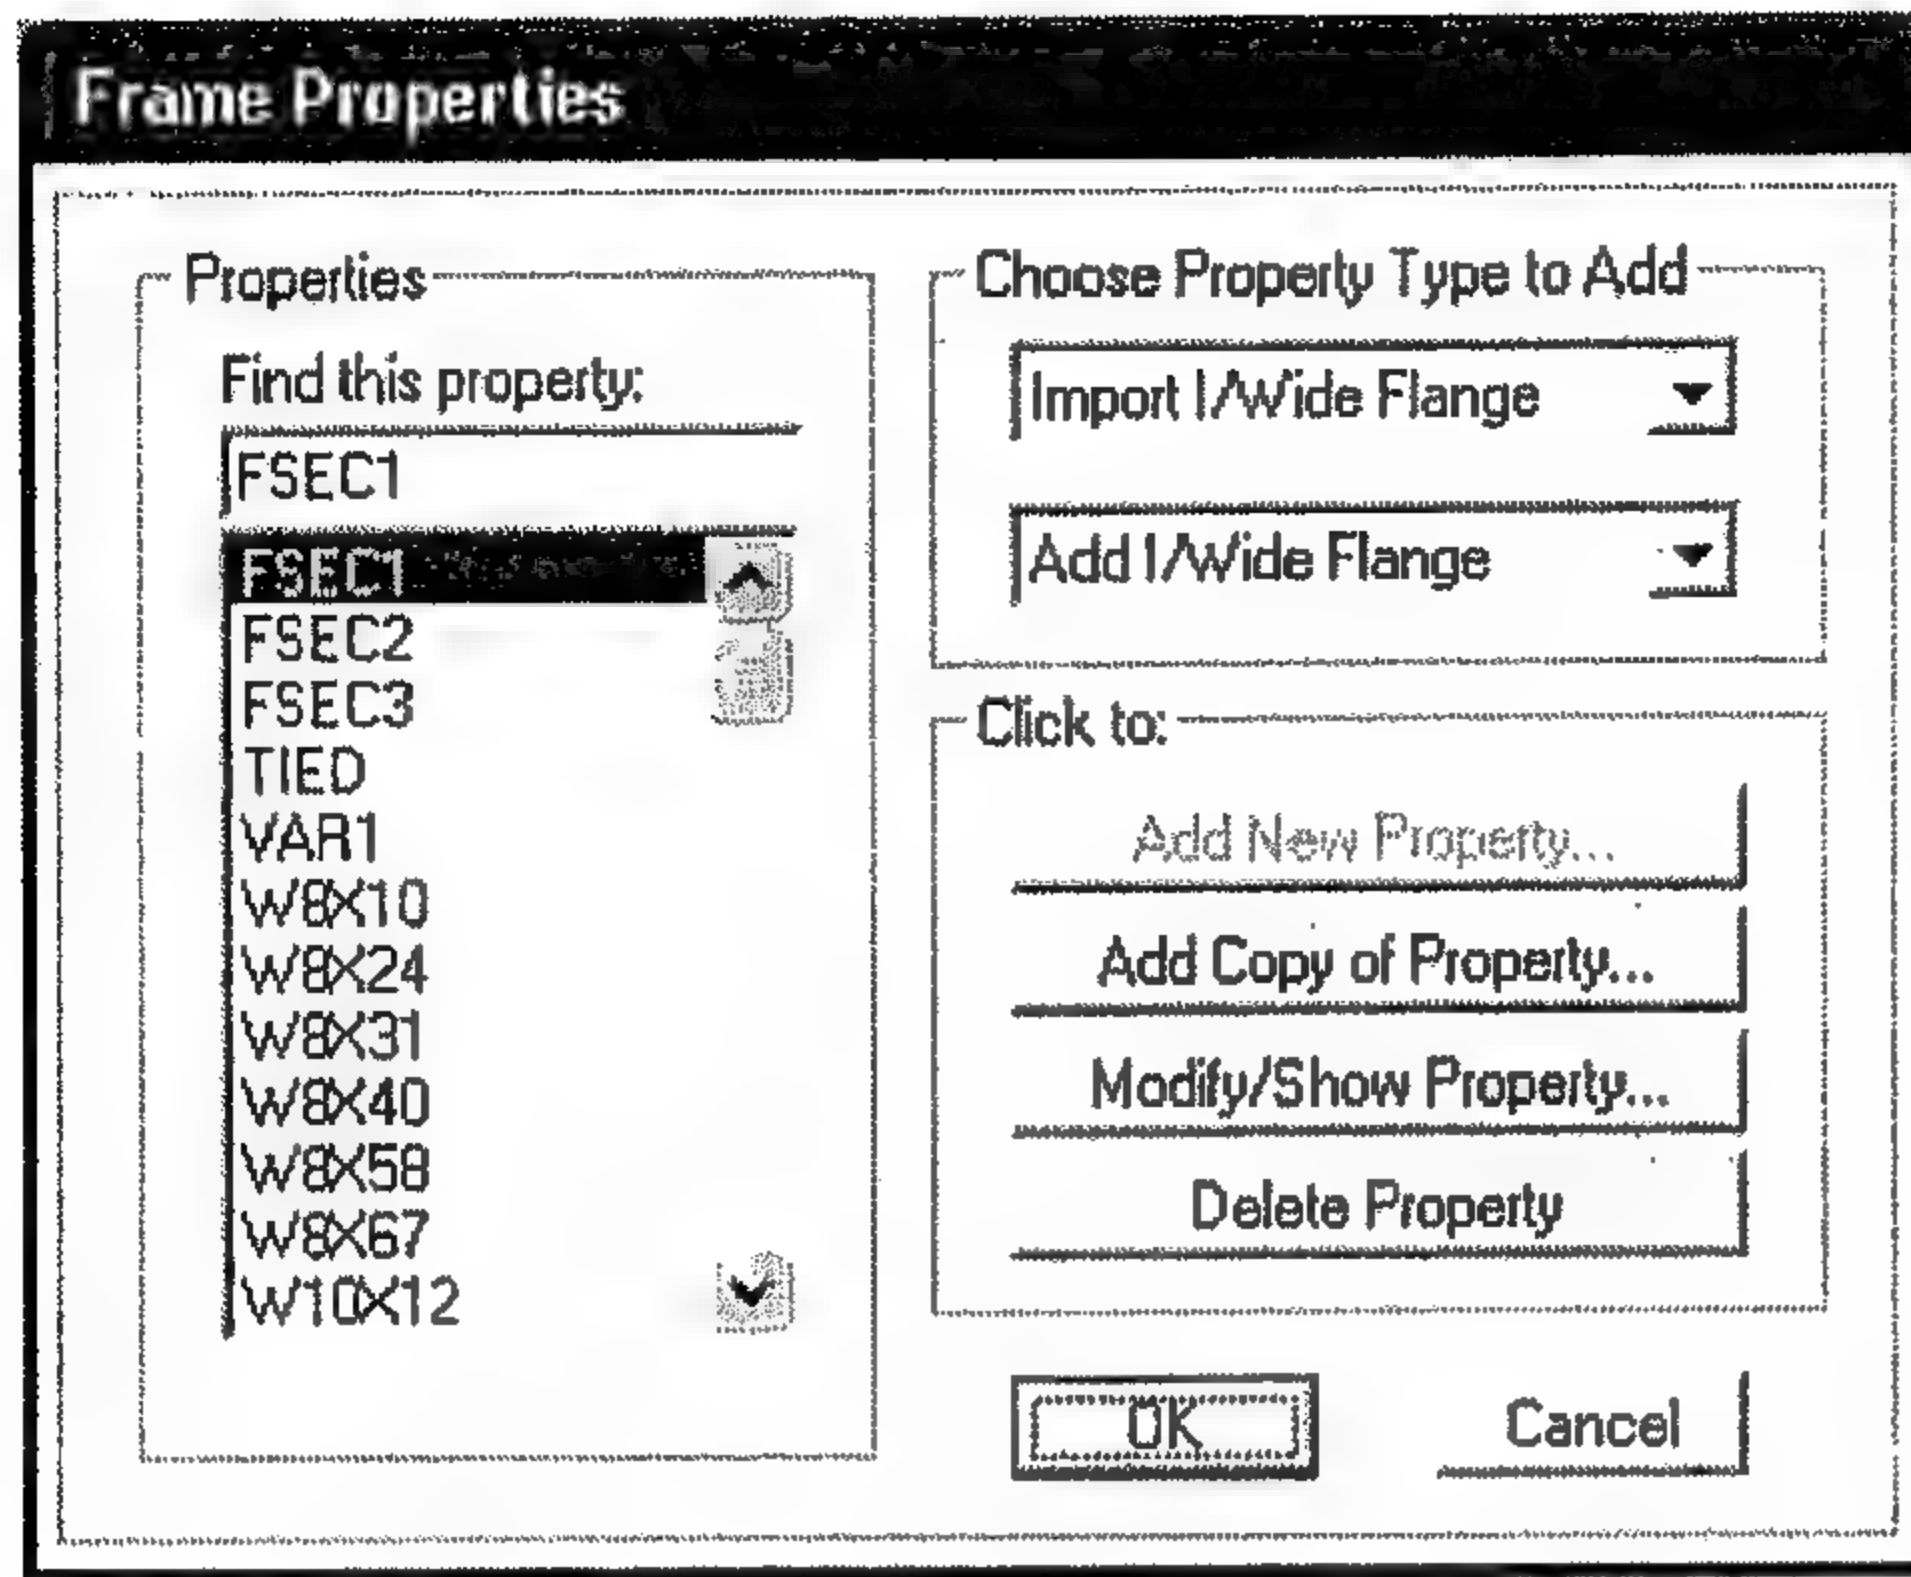 Frame Properties
Properties
Find this property:
FSEC1
FSEC1
FSEC2
FSEC3
TIED
VAR1
W8X10
W8X24
W8X31
W8X40
W8X58
W8X67
W10X12
Choose Property Type to Add
Import I/Wide Flange
Add I/Wide Flange
Click to:
Add New Property...
Add Copy of Property...
Modify/Show Property...
Delete Property
OK
Cancel